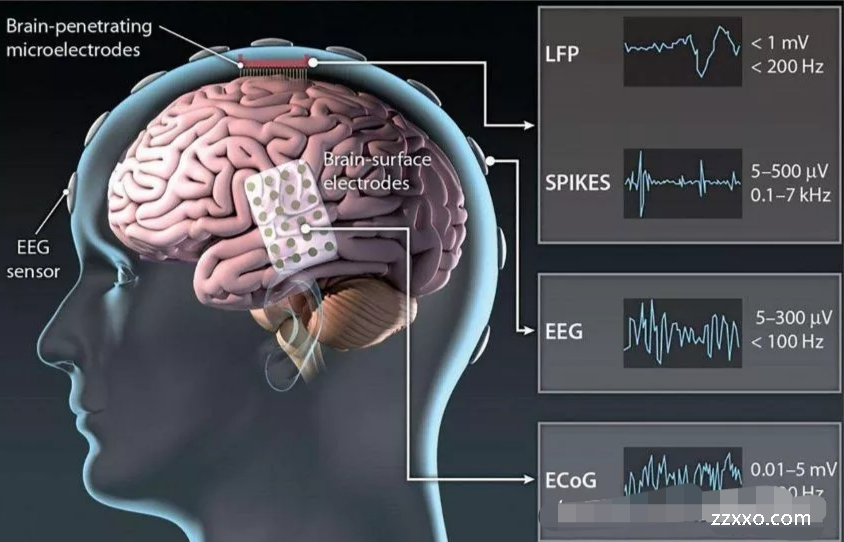 Brain-penetrating
microelectrodes
EEG
sensor
Brain-surface
electrodes
LFP
< 1 mV
< 200 Hz
SPIKES
5–500 µV
0.1–7 kHz
EEG
5–300 µV
< 100 Hz
ECoG
0.01–5 mV
Hz
zzxxo.com